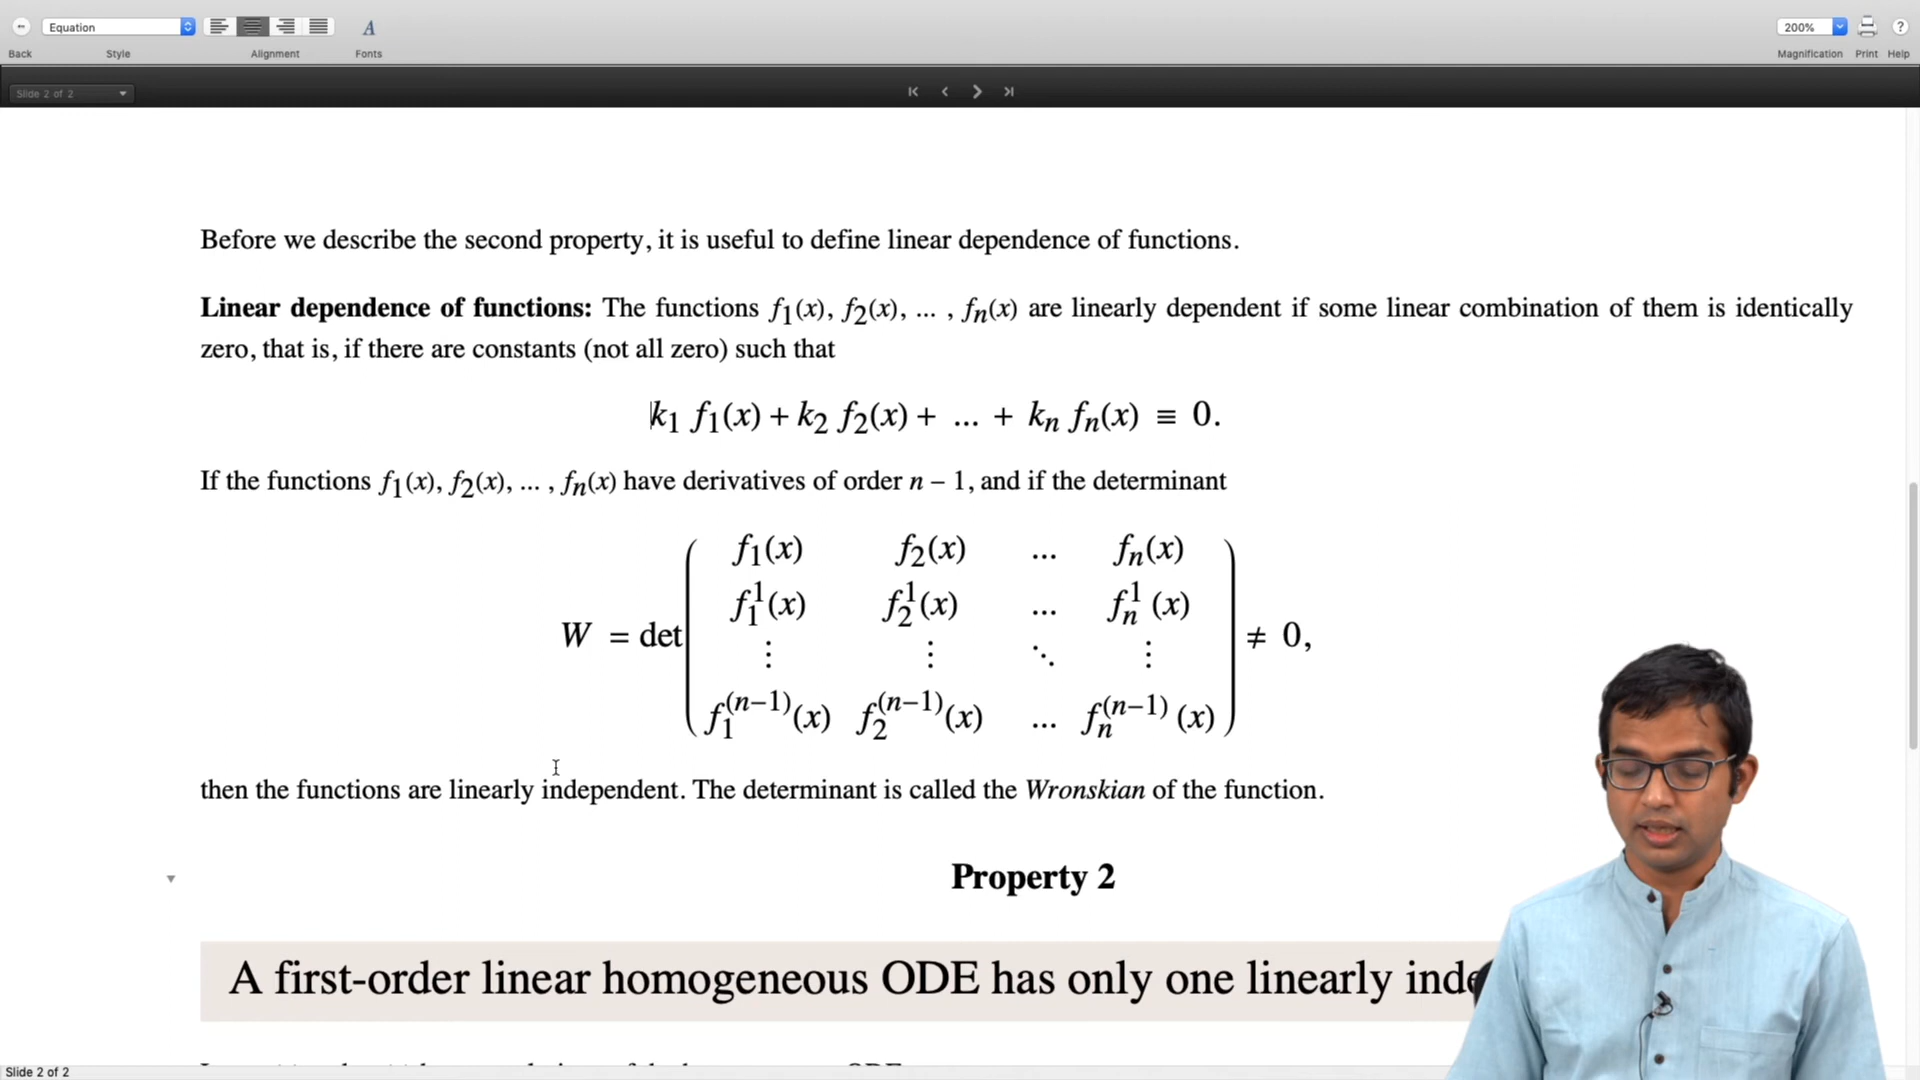 Equation
200%
Back
Style
Alignment
Fonts
Magnification
Print
Help
Slide 2 of 2
Before we describe the second property, it is useful to define linear dependence of functions.
Linear dependence of functions: The functions f₁(x), f₂(x), ... , fₙ(x) are linearly dependent if some linear combination of them is identically
zero, that is, if there are constants (not all zero) such that
k₁ f₁(x) + k₂ f₂(x) + ... + kₙ fₙ(x) ≡ 0.
If the functions f₁(x), f₂(x), ... , fₙ(x) have derivatives of order n − 1, and if the determinant
f₁(x) f₂(x) ... fₙ(x)
f₁¹(x) f₂¹(x) ... fₙ¹ (x)
W = det ⋮ ⋮ ⋱ ⋮ ≠ 0,
f₁⁽ⁿ⁻¹⁾(x) f₂⁽ⁿ⁻¹⁾(x) ... fₙ⁽ⁿ⁻¹⁾ (x)
then the functions are linearly independent. The determinant is called the Wronskian of the function.
Property 2
A first-order linear homogeneous ODE has only one linearly inde
Slide 2 of 2